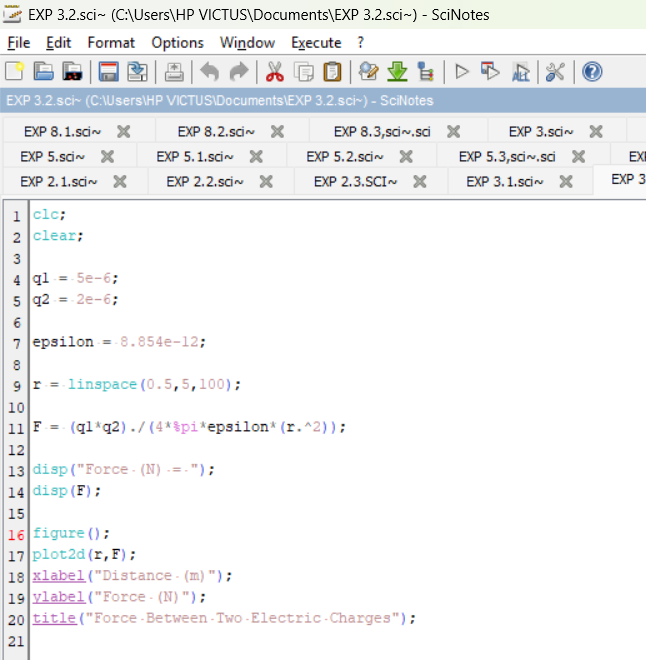 EXP 3.2.sci~ (C:\Users\HP VICTUS\Documents\EXP 3.2.sci~) - SciNotes
File Edit Format Options Window Execute ?
EXP 3.2.sci~ (C:\Users\HP VICTUS\Documents\EXP 3.2.sci~) - SciNotes
EXP 8.1.sci~ EXP 8.2.sci~ EXP 8.3,sci~.sci EXP 3.sci~
EXP 5.sci~ EXP 5.1.sci~ EXP 5.2.sci~ EXP 5.3,sci~.sci EX
EXP 2.1.sci~ EXP 2.2.sci~ EXP 2.3.SCI~ EXP 3.1.sci~ EXP 3
1 clc;
2 clear;
3
4 q1 = 5e-6;
5 q2 = 2e-6;
6
7 epsilon = 8.854e-12;
8
9 r = linspace(0.5,5,100);
10
11 F = (q1*q2)./(4*%pi*epsilon*(r.^2));
12
13 disp("Force (N) = ");
14 disp(F);
15
16 figure();
17 plot2d(r,F);
18 xlabel("Distance (m)");
19 ylabel("Force (N)");
20 title("Force Between Two Electric Charges");
21